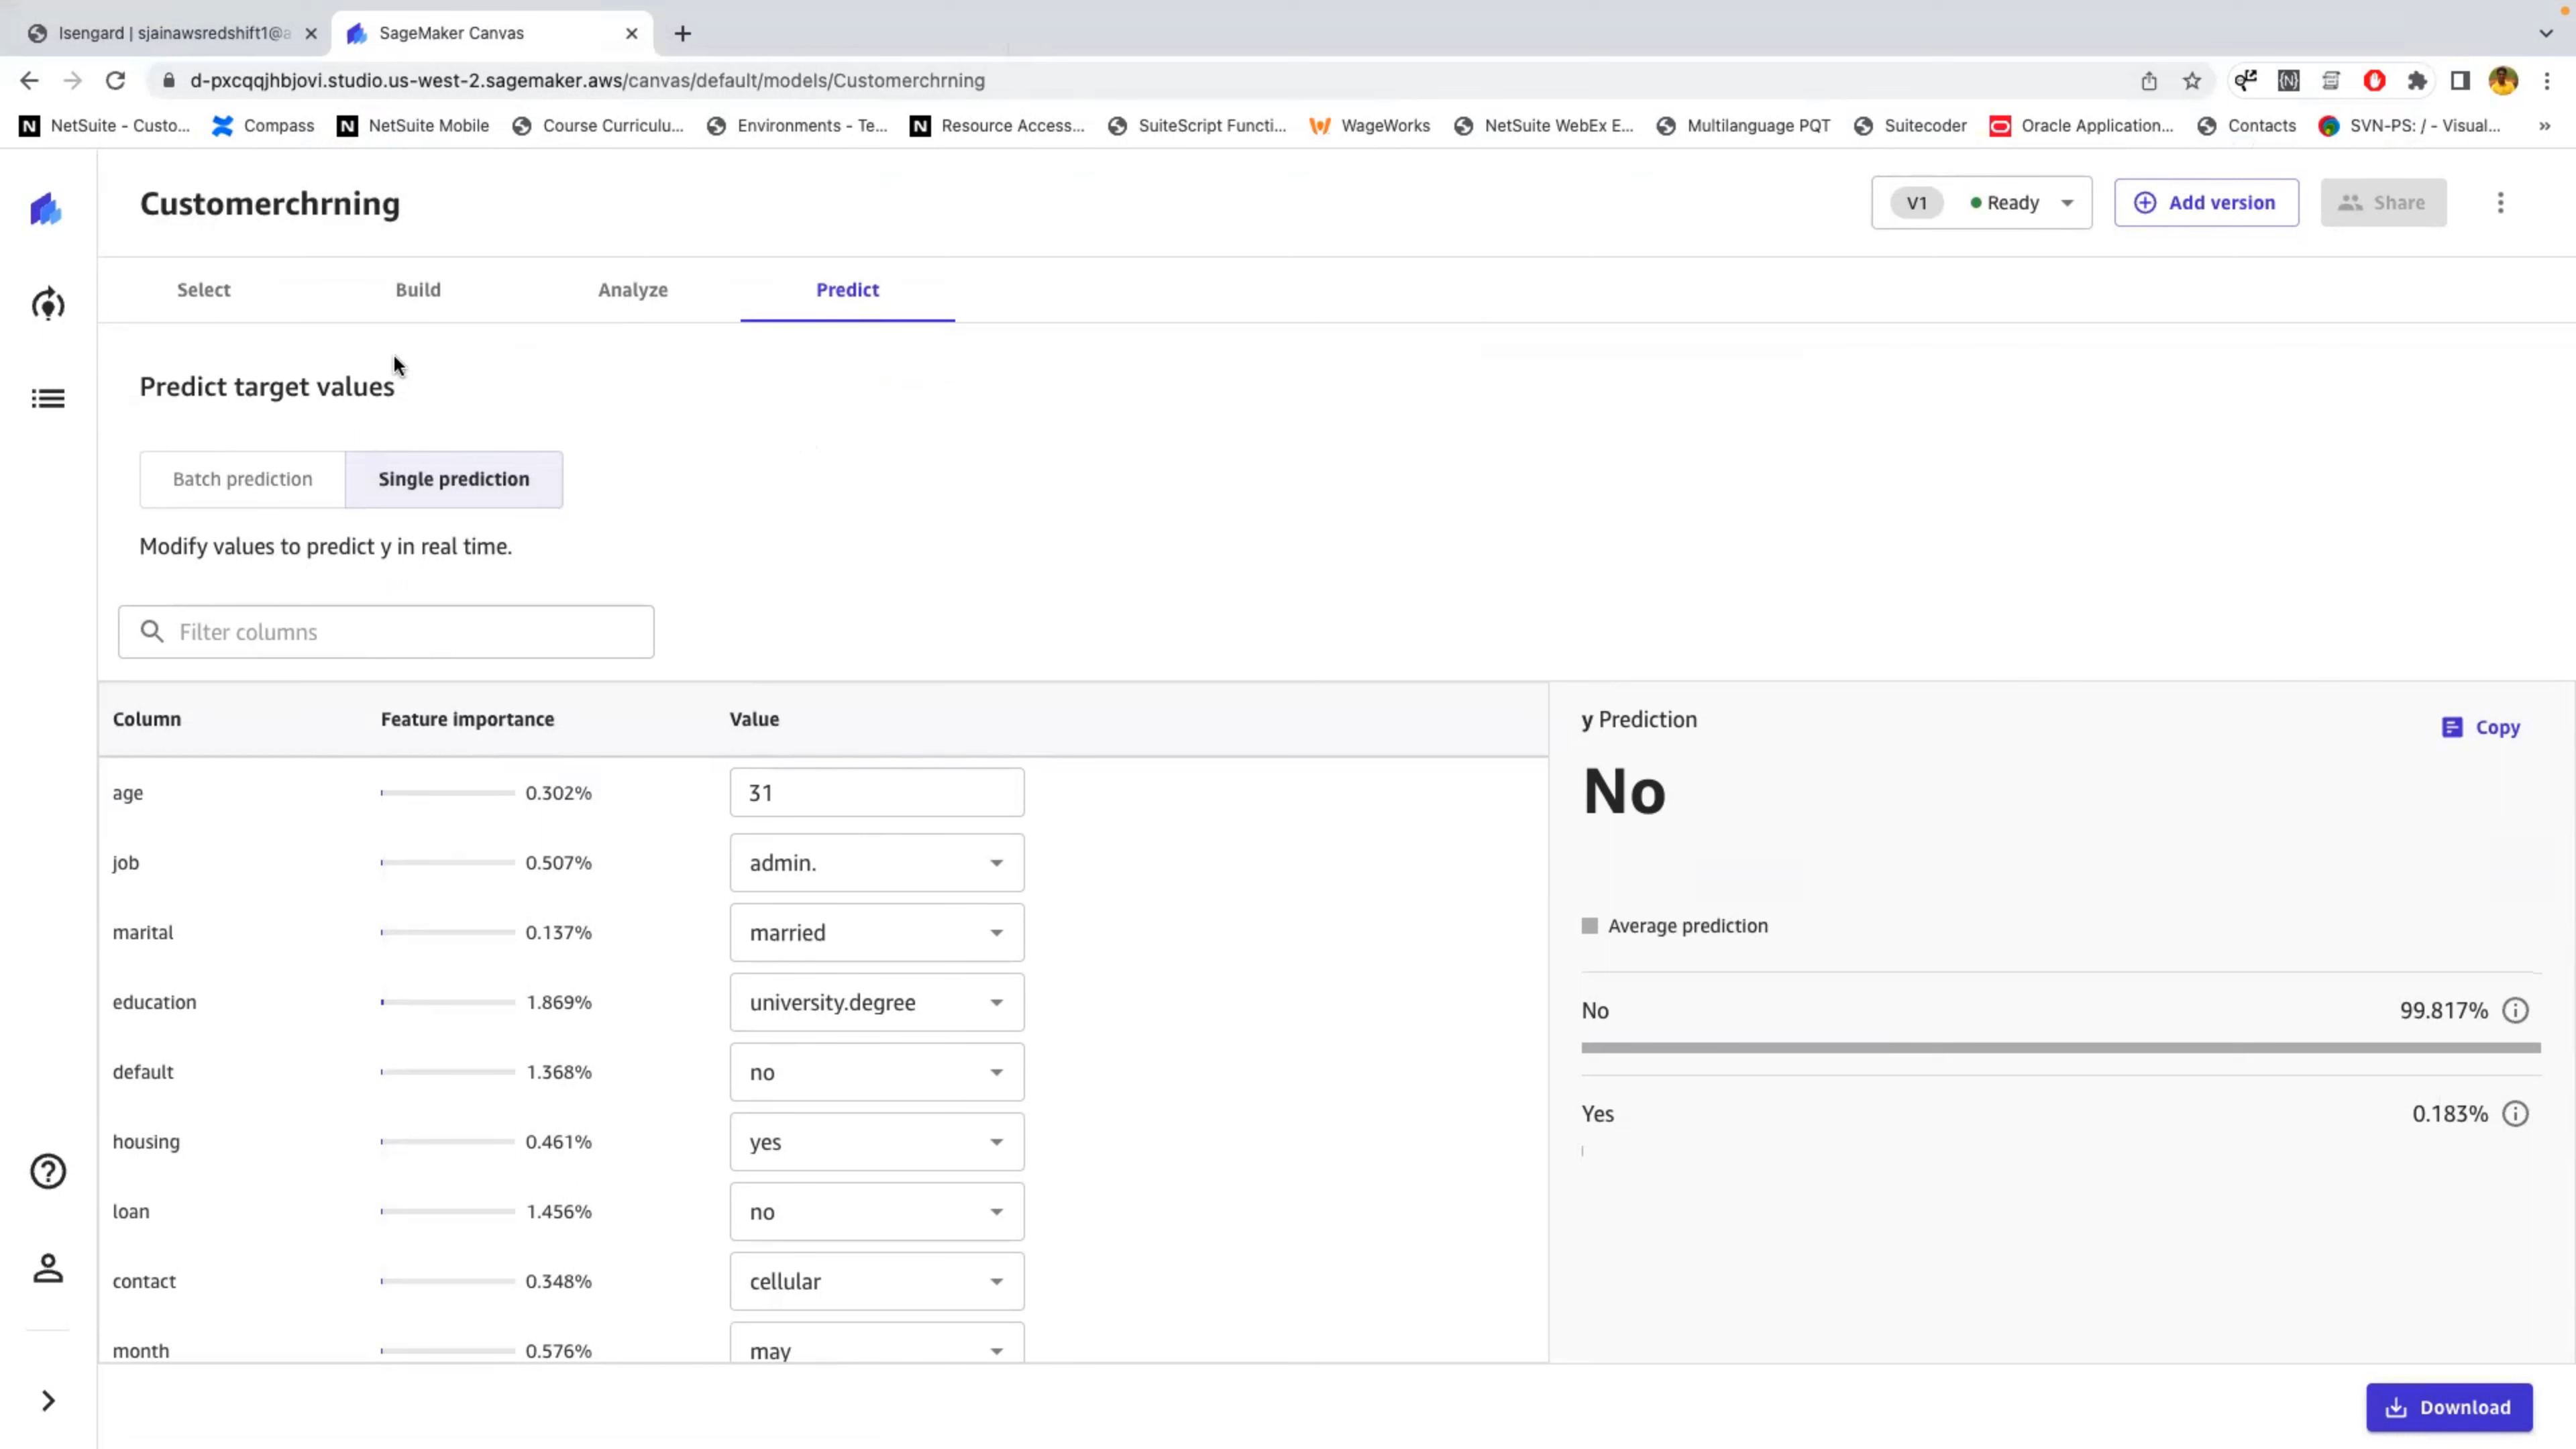 Isengard | sjainawsredshift1@a
SageMaker Canvas
d-pxcqqjhbjovi.studio.us-west-2.sagemaker.aws/canvas/default/models/Customerchrning
NetSuite - Custo... Compass NetSuite Mobile Course Curriculu... Environments - Te... Resource Access... SuiteScript Functi... WageWorks NetSuite WebEx E... Multilanguage PQT Suitecoder Oracle Application... Contacts SVN-PS: / - Visual... »
Customerchrning
V1 Ready Add version Share
Select Build Analyze Predict
Predict target values
Batch prediction Single prediction
Modify values to predict y in real time.
Filter columns
Column Feature importance Value
age 0.302% 31
job 0.507% admin.
marital 0.137% married
education 1.869% university.degree
default 1.368% no
housing 0.461% yes
loan 1.456% no
contact 0.348% cellular
month 0.576% may
y Prediction Copy
No
Average prediction
No 99.817%
Yes 0.183%
Download